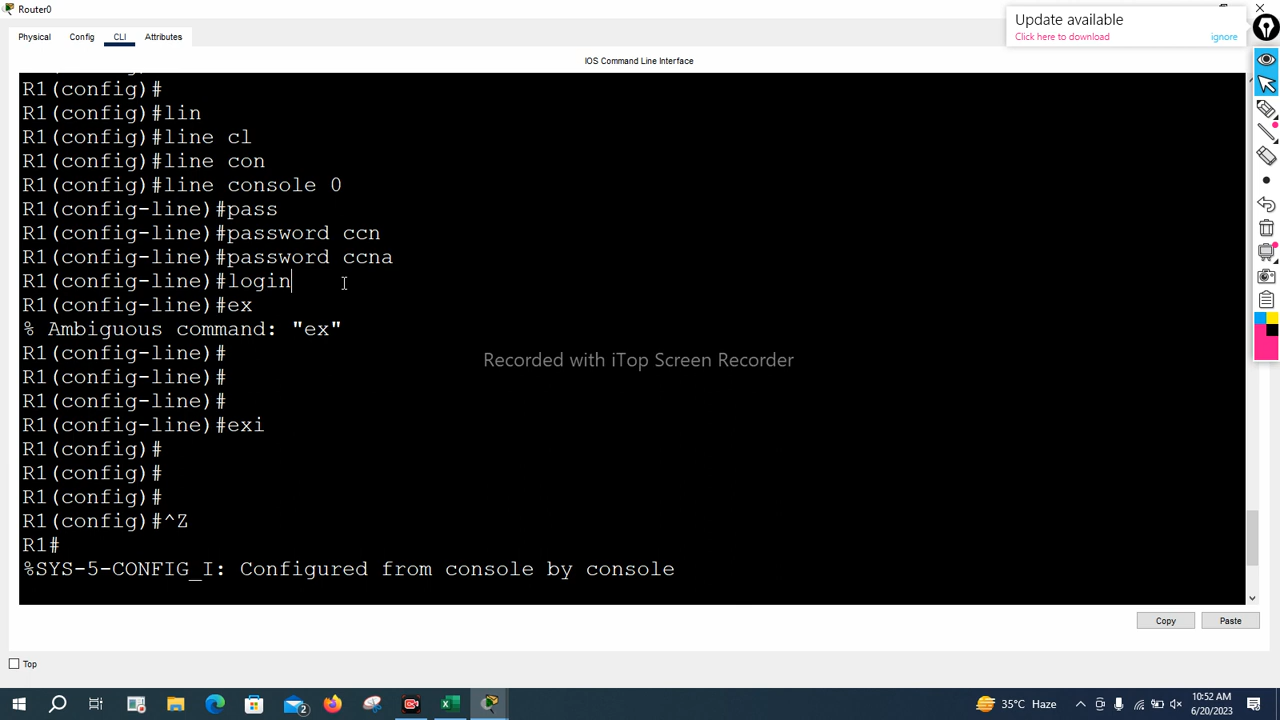 Router0
Update available
Click here to download ignore
Physical Config CLI Attributes
IOS Command Line Interface
R1(config)#
R1(config)#lin
R1(config)#line cl
R1(config)#line con
R1(config)#line console 0
R1(config-line)#pass
R1(config-line)#password ccn
R1(config-line)#password ccna
R1(config-line)#login
R1(config-line)#ex
% Ambiguous command: "ex"
R1(config-line)#
R1(config-line)#
R1(config-line)#
R1(config-line)#exi
R1(config)#
R1(config)#
R1(config)#
R1(config)#^Z
R1#
%SYS-5-CONFIG_I: Configured from console by console
Recorded with iTop Screen Recorder
Copy Paste
Top
2
35°C Haze
10:52 AM
6/20/2023